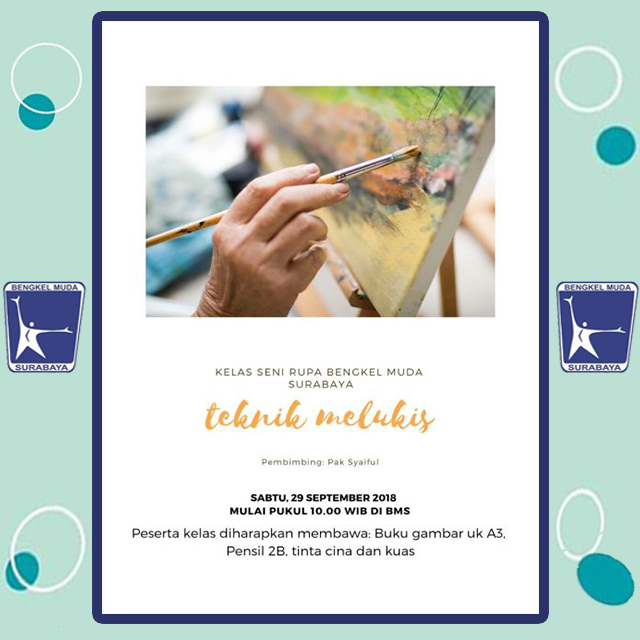 BENGKEL MUDA
SURABAYA
BENGKEL MUDA
SURABAYA
KELAS SENI RUPA BENGKEL MUDA
SURABAYA
teknik melukis
Pembimbing: Pak Syaiful
SABTU, 29 SEPTEMBER 2018
MULAI PUKUL 10.00 WIB DI BMS
Peserta kelas diharapkan membawa: Buku gambar uk A3,
Pensil 2B, tinta cina dan kuas